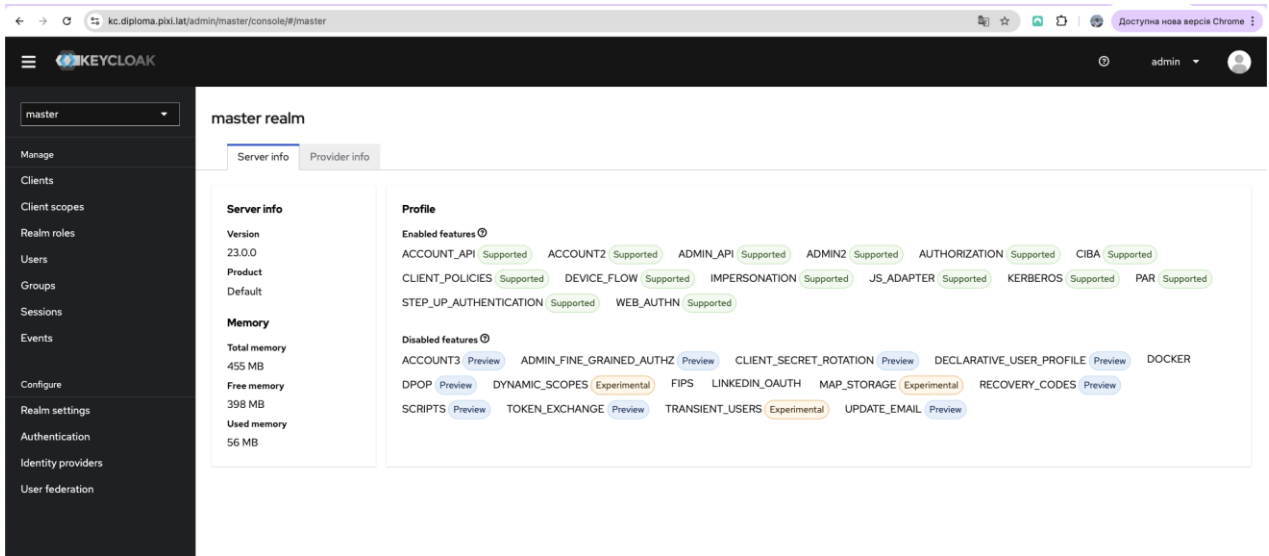 kc.diploma.pixi.lat/admin/master/console/#/master
Доступна нова версія Chrome
KEYCLOAK
admin
master
Manage
Clients
Client scopes
Realm roles
Users
Groups
Sessions
Events
Configure
Realm settings
Authentication
Identity providers
User federation
master realm
Server info Provider info
Server info
Version
23.0.0
Product
Default
Memory
Total memory
455 MB
Free memory
398 MB
Used memory
56 MB
Profile
Enabled features
ACCOUNT_API Supported ACCOUNT2 Supported ADMIN_API Supported ADMIN2 Supported AUTHORIZATION Supported CIBA Supported
CLIENT_POLICIES Supported DEVICE_FLOW Supported IMPERSONATION Supported JS_ADAPTER Supported KERBEROS Supported PAR Supported
STEP_UP_AUTHENTICATION Supported WEB_AUTHN Supported
Disabled features
ACCOUNT3 Preview ADMIN_FINE_GRAINED_AUTHZ Preview CLIENT_SECRET_ROTATION Preview DECLARATIVE_USER_PROFILE Preview DOCKER
DPOP Preview DYNAMIC_SCOPES Experimental FIPS LINKEDIN_OAUTH MAP_STORAGE Experimental RECOVERY_CODES Preview
SCRIPTS Preview TOKEN_EXCHANGE Preview TRANSIENT_USERS Experimental UPDATE_EMAIL Preview